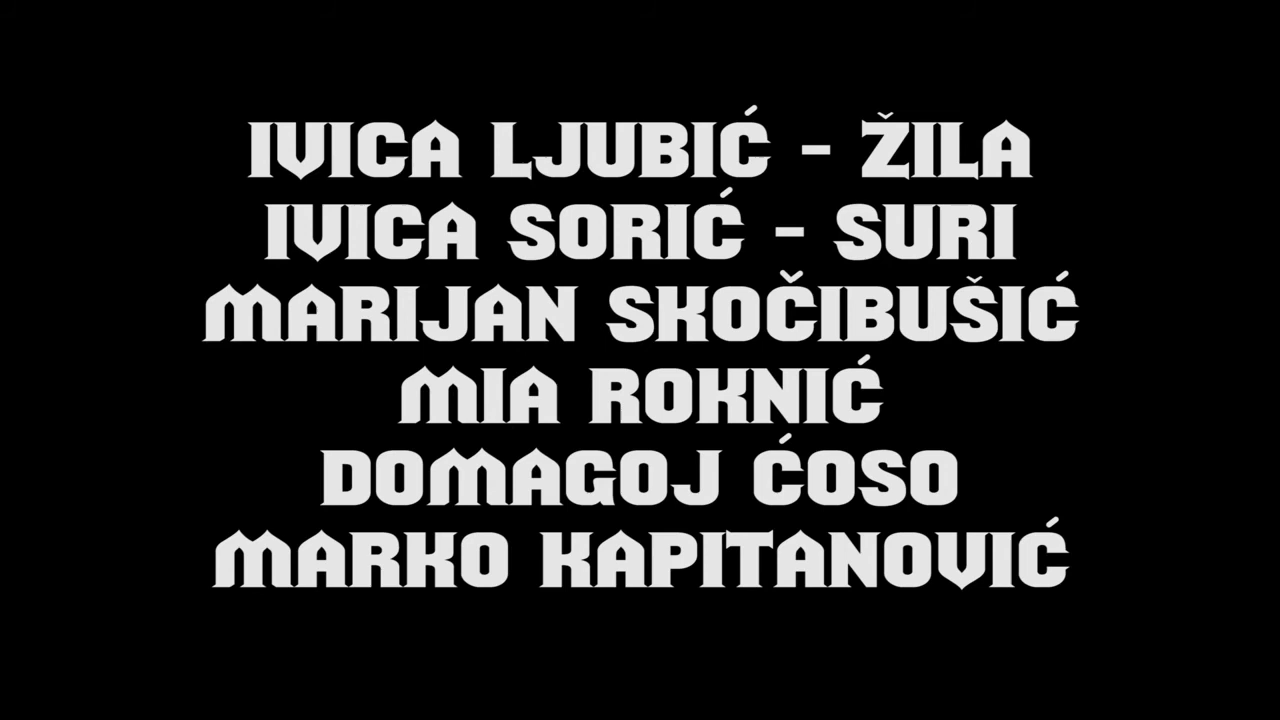 IVICA LJUBIĆ - ŽILA
IVICA SORIĆ - SURI
MARIJAN SKOČIBUŠIĆ
MIA ROKNIĆ
DOMAGOJ ĆOSO
MARKO KAPITANOVIĆ